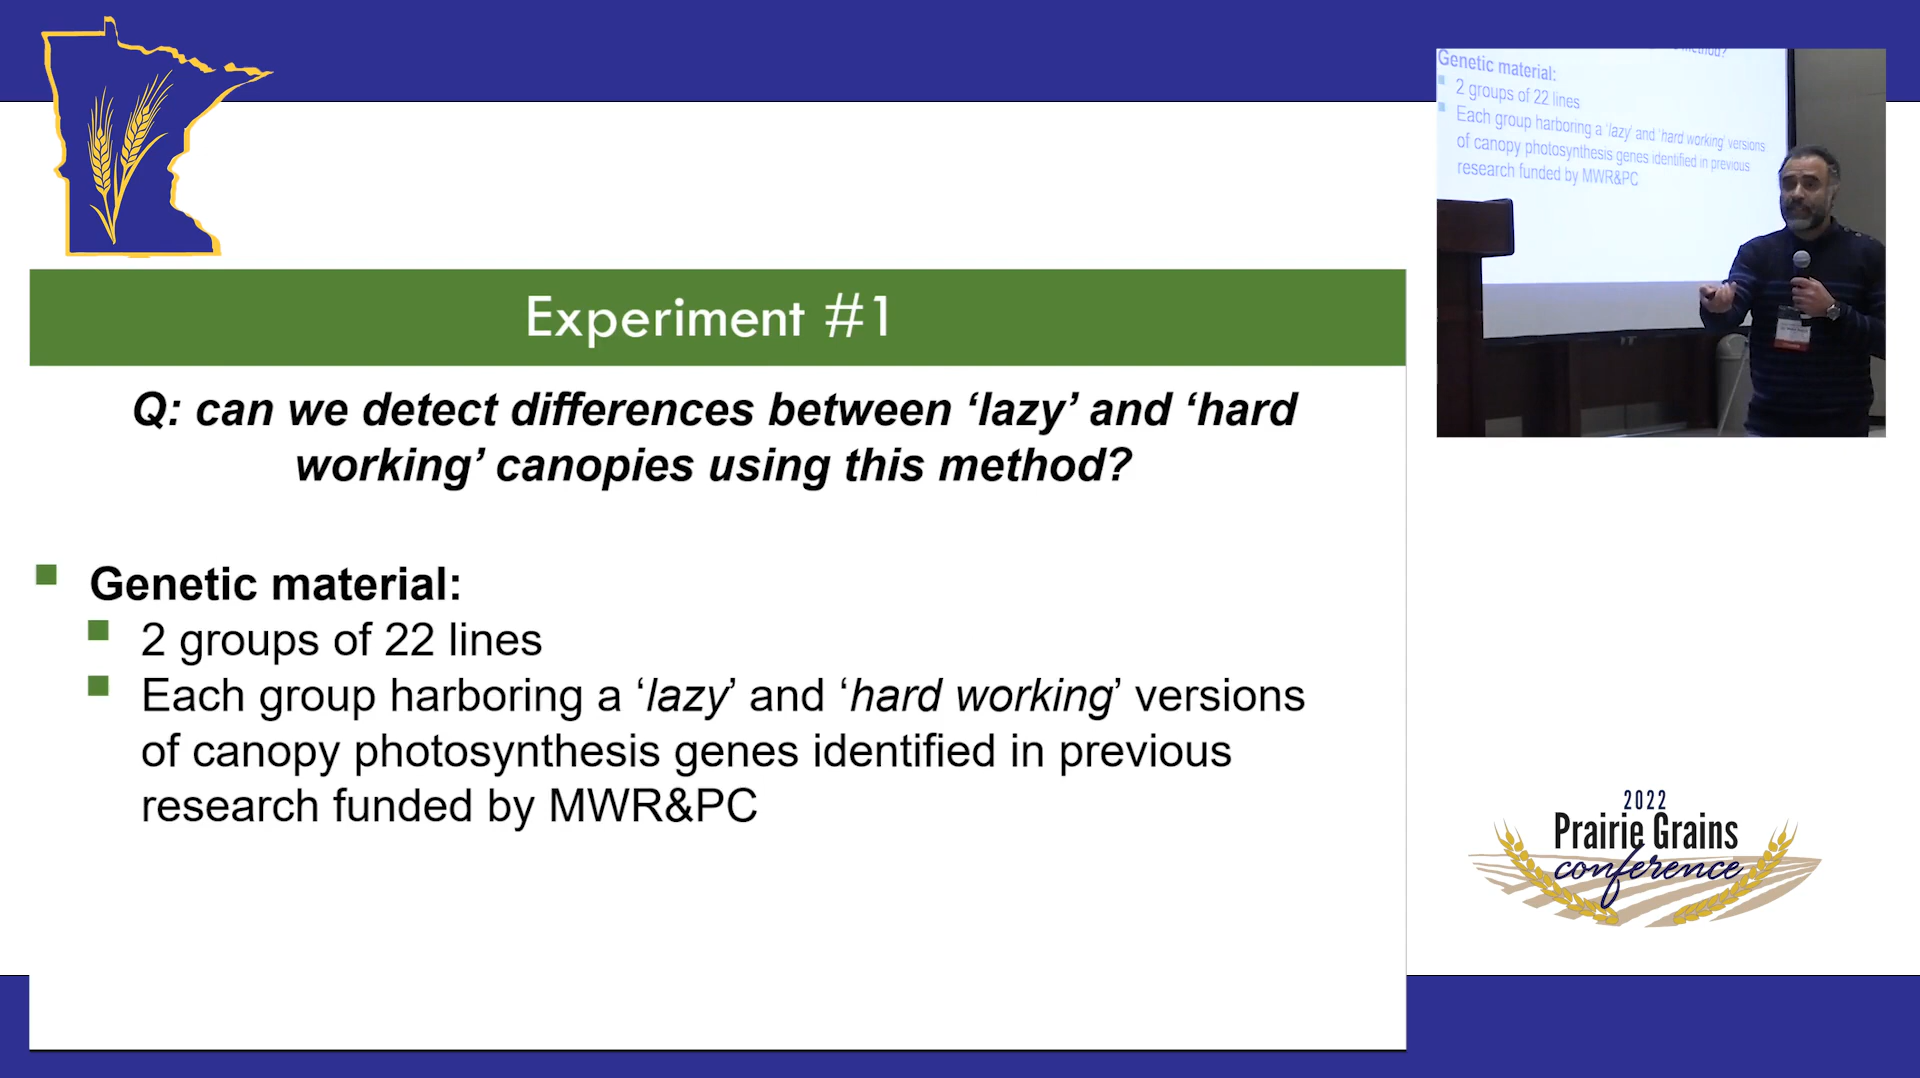 Experiment #1
Q: can we detect differences between ‘lazy’ and ‘hard
working’ canopies using this method?
Genetic material:
2 groups of 22 lines
Each group harboring a ‘lazy’ and ‘hard working’ versions
of canopy photosynthesis genes identified in previous
research funded by MWR&PC
method?
Genetic material:
2 groups of 22 lines
Each group harboring a ‘lazy’ and ‘hard working’ versions
of canopy photosynthesis genes identified in previous
research funded by MWR&PC
2022
Prairie Grains
conference